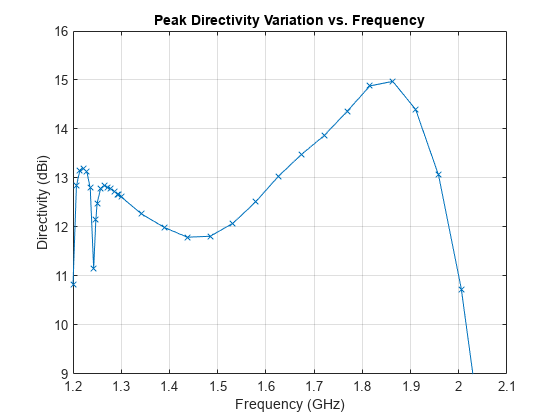 Peak Directivity Variation vs. Frequency
16
15
14
13
12
11
10
9
Directivity (dBi)
1.2 1.3 1.4 1.5 1.6 1.7 1.8 1.9 2 2.1
Frequency (GHz)